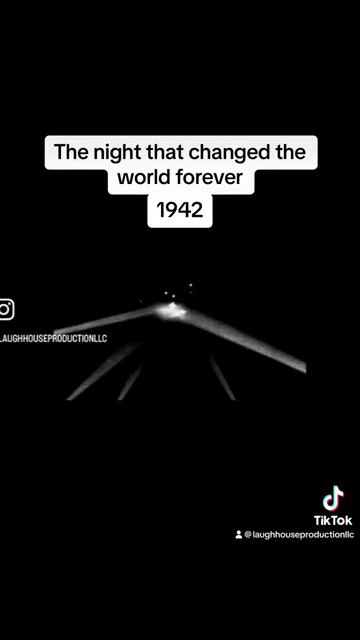 The night that changed the
world forever
1942
LAUGHHOUSEPRODUCTIONLLC
TikTok
@laughhouseproductionllc